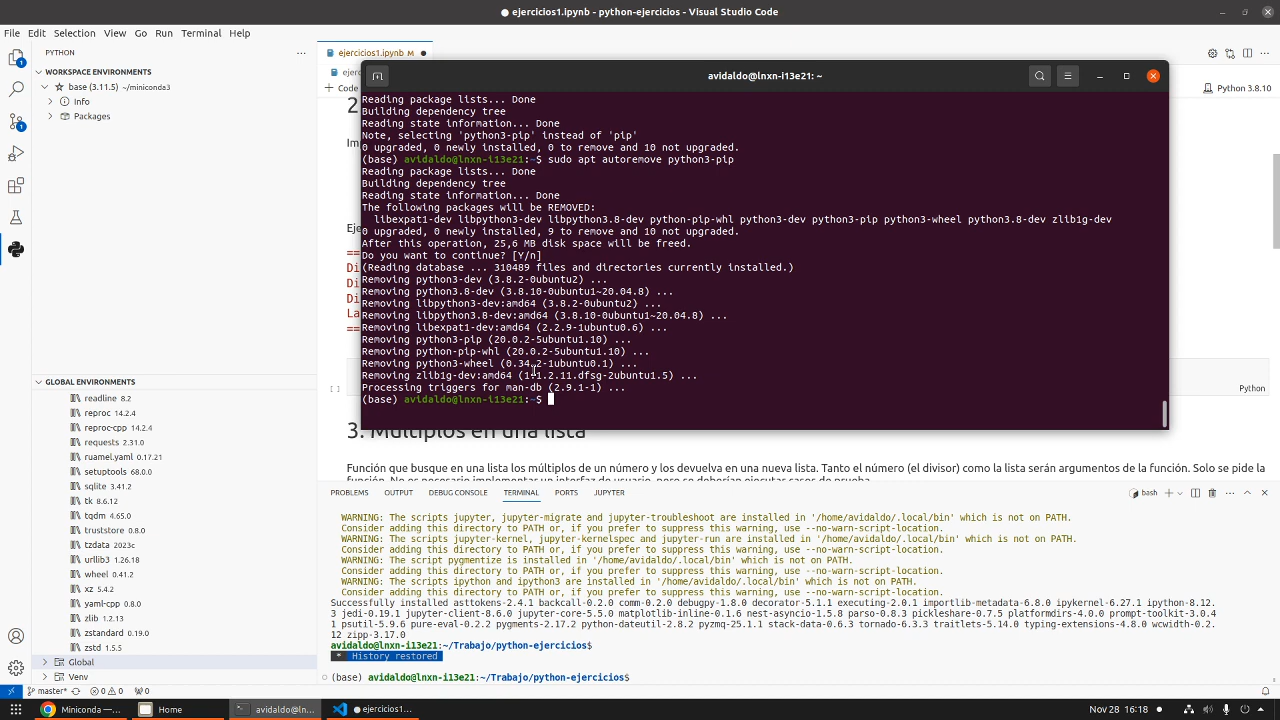 ejercicios1.ipynb - python-ejercicios - Visual Studio Code
File Edit Selection View Go Run Terminal Help
PYTHON
WORKSPACE ENVIRONMENTS
base (3.11.5) ~/miniconda3
Info
Packages
GLOBAL ENVIRONMENTS
readline 8.2
reproc 14.2.4
reproc-cpp 14.2.4
requests 2.31.0
ruamel.yaml 0.17.21
setuptools 68.0.0
sqlite 3.41.2
tk 8.6.12
tqdm 4.65.0
truststore 0.8.0
tzdata 2023c
urllib3 1.26.18
wheel 0.41.2
xz 5.4.2
yaml-cpp 0.8.0
zlib 1.2.13
zstandard 0.19.0
zstd 1.5.5
Global
Venv
ejercicios1.ipynb M
ejerc
+ Code
Python 3.8.10
2
Im
Eje
==
Di
Di
Di
La
==
avidaldo@lnxn-i13e21: ~
Reading package lists... Done
Building dependency tree
Reading state information... Done
Note, selecting 'python3-pip' instead of 'pip'
0 upgraded, 0 newly installed, 0 to remove and 10 not upgraded.
(base) avidaldo@lnxn-i13e21:~$ sudo apt autoremove python3-pip
Reading package lists... Done
Building dependency tree
Reading state information... Done
The following packages will be REMOVED:
libexpat1-dev libpython3-dev libpython3.8-dev python-pip-whl python3-dev python3-pip python3-wheel python3.8-dev zlib1g-dev
0 upgraded, 0 newly installed, 9 to remove and 10 not upgraded.
After this operation, 25,6 MB disk space will be freed.
Do you want to continue? [Y/n]
(Reading database ... 310489 files and directories currently installed.)
Removing python3-dev (3.8.2-0ubuntu2) ...
Removing python3.8-dev (3.8.10-0ubuntu1~20.04.8) ...
Removing libpython3-dev:amd64 (3.8.2-0ubuntu2) ...
Removing libpython3.8-dev:amd64 (3.8.10-0ubuntu1~20.04.8) ...
Removing libexpat1-dev:amd64 (2.2.9-1ubuntu0.6) ...
Removing python3-pip (20.0.2-5ubuntu1.10) ...
Removing python-pip-whl (20.0.2-5ubuntu1.10) ...
Removing python3-wheel (0.34.2-1ubuntu0.1) ...
Removing zlib1g-dev:amd64 (1:1.2.11.dfsg-2ubuntu1.5) ...
Processing triggers for man-db (2.9.1-1) ...
(base) avidaldo@lnxn-i13e21:~$
[ ]
Python
3. Múltiplos en una lista
Función que busque en una lista los múltiplos de un número y los devuelva en una nueva lista. Tanto el número (el divisor) como la lista serán argumentos de la función. Solo se pide la
función. No es necesario implementar un interfaz de usuario, pero se deberían ejecutar casos de prueba.
PROBLEMS OUTPUT DEBUG CONSOLE TERMINAL PORTS JUPYTER
bash
WARNING: The scripts jupyter, jupyter-migrate and jupyter-troubleshoot are installed in '/home/avidaldo/.local/bin' which is not on PATH.
Consider adding this directory to PATH or, if you prefer to suppress this warning, use --no-warn-script-location.
WARNING: The scripts jupyter-kernel, jupyter-kernelspec and jupyter-run are installed in '/home/avidaldo/.local/bin' which is not on PATH.
Consider adding this directory to PATH or, if you prefer to suppress this warning, use --no-warn-script-location.
WARNING: The script pygmentize is installed in '/home/avidaldo/.local/bin' which is not on PATH.
Consider adding this directory to PATH or, if you prefer to suppress this warning, use --no-warn-script-location.
WARNING: The scripts ipython and ipython3 are installed in '/home/avidaldo/.local/bin' which is not on PATH.
Consider adding this directory to PATH or, if you prefer to suppress this warning, use --no-warn-script-location.
Successfully installed asttokens-2.4.1 backcall-0.2.0 comm-0.2.0 debugpy-1.8.0 decorator-5.1.1 executing-2.0.1 importlib-metadata-6.8.0 ipykernel-6.27.1 ipython-8.12.
3 jedi-0.19.1 jupyter-client-8.6.0 jupyter-core-5.5.0 matplotlib-inline-0.1.6 nest-asyncio-1.5.8 parso-0.8.3 pickleshare-0.7.5 platformdirs-4.0.0 prompt-toolkit-3.0.4
1 psutil-5.9.6 pure-eval-0.2.2 pygments-2.17.2 python-dateutil-2.8.2 pyzmq-25.1.1 stack-data-0.6.3 tornado-6.3.3 traitlets-5.14.0 typing-extensions-4.8.0 wcwidth-0.2.
12 zipp-3.17.0
avidaldo@lnxn-i13e21:~/Trabajo/python-ejercicios$
* History restored
(base) avidaldo@lnxn-i13e21:~/Trabajo/python-ejercicios$
master* 0 0 0
Miniconda —... Home avidaldo@ln... ejercicios1... Nov 28 16:18